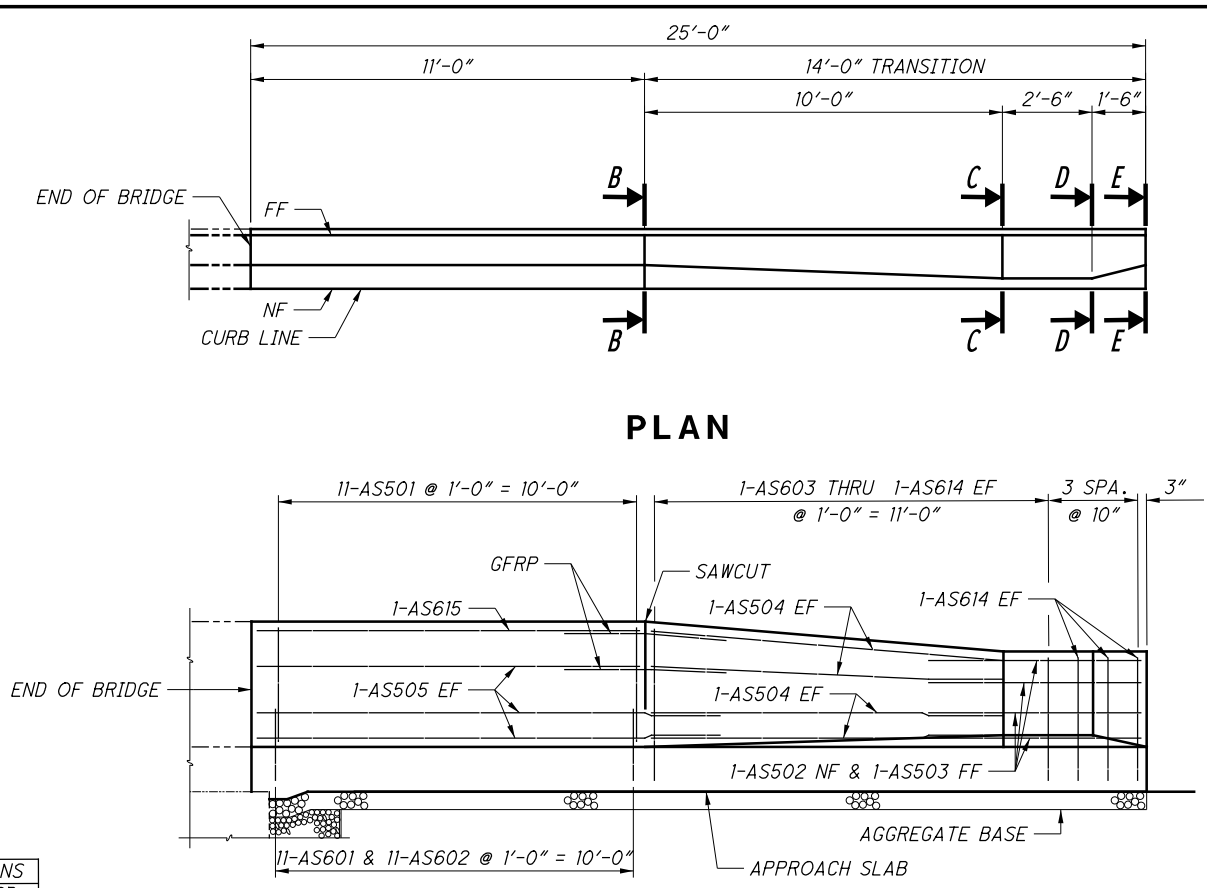 25'-0"
11'-0"
14'-0" TRANSITION
10'-0"
2'-6"
1'-6"
B
C
D
E
END OF BRIDGE
FF
NF
CURB LINE
B
C
D
E
PLAN
11-AS501 @ 1'-0" = 10'-0"
1-AS603 THRU 1-AS614 EF
@ 1'-0" = 11'-0"
3 SPA.
@ 10"
3"
GFRP
SAWCUT
1-AS615
1-AS504 EF
1-AS614 EF
END OF BRIDGE
1-AS505 EF
1-AS504 EF
1-AS502 NF & 1-AS503 FF
AGGREGATE BASE
11-AS601 & 11-AS602 @ 1'-0" = 10'-0"
APPROACH SLAB
NS